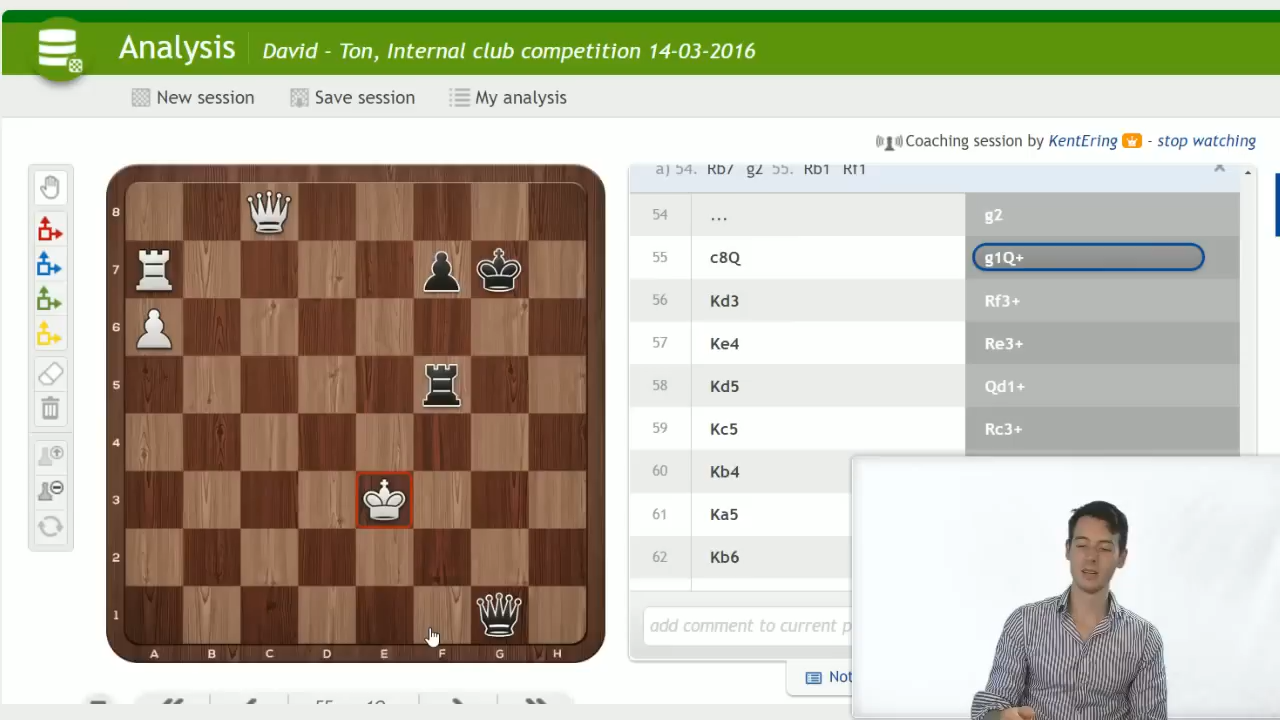 Analysis David - Ton, Internal club competition 14-03-2016
New session Save session My analysis
Coaching session by KentEring - stop watching
a) 54. Rb7 g2 55. Rb1 Rf1
54 ... g2
55 c8Q g1Q+
56 Kd3 Rf3+
57 Ke4 Re3+
58 Kd5 Qd1+
59 Kc5 Rc3+
60 Kb4
61 Ka5
62 Kb6
add comment to current p
Not
8
7
6
5
4
3
2
1
A B C D E F G H